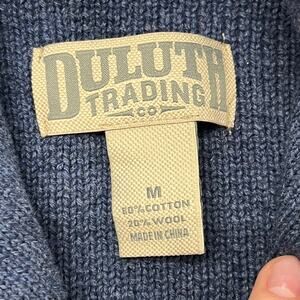 DULUTH
TRADING
CO
M
80% COTTON
20% WOOL
MADE IN CHINA